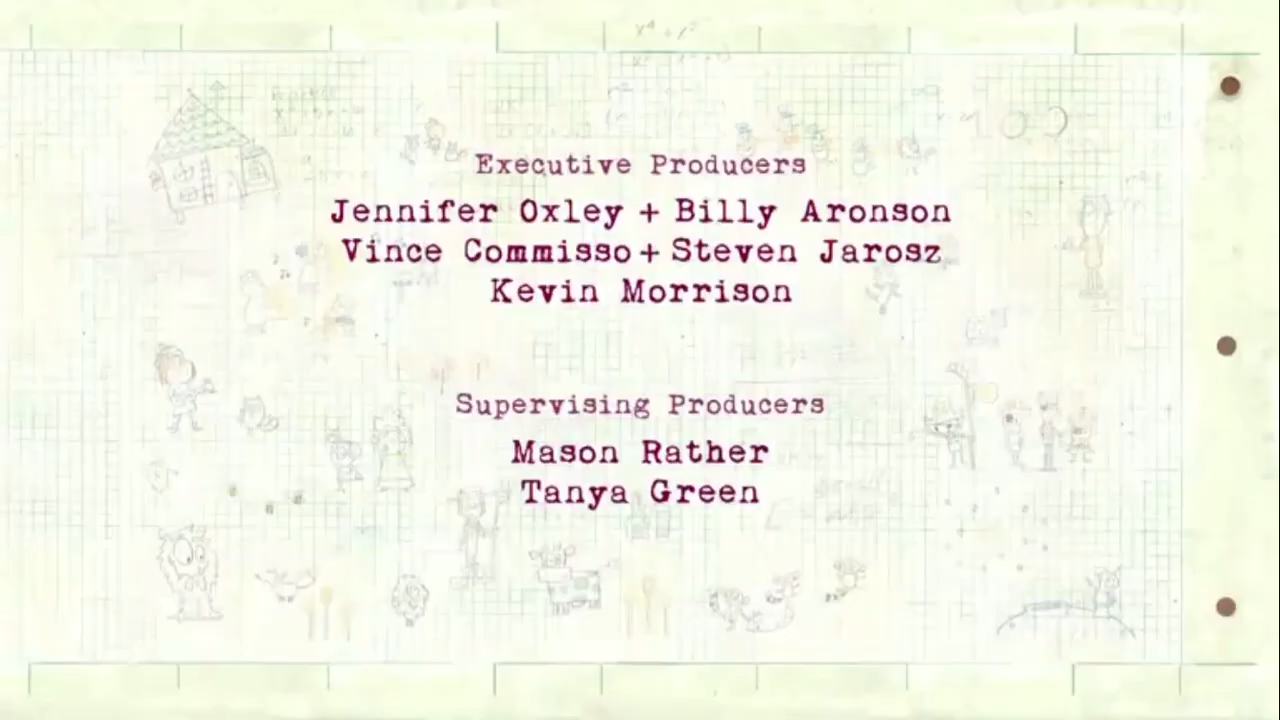 Executive Producers
Jennifer Oxley + Billy Aronson
Vince Commisso + Steven Jarosz
Kevin Morrison
Supervising Producers
Mason Rather
Tanya Green